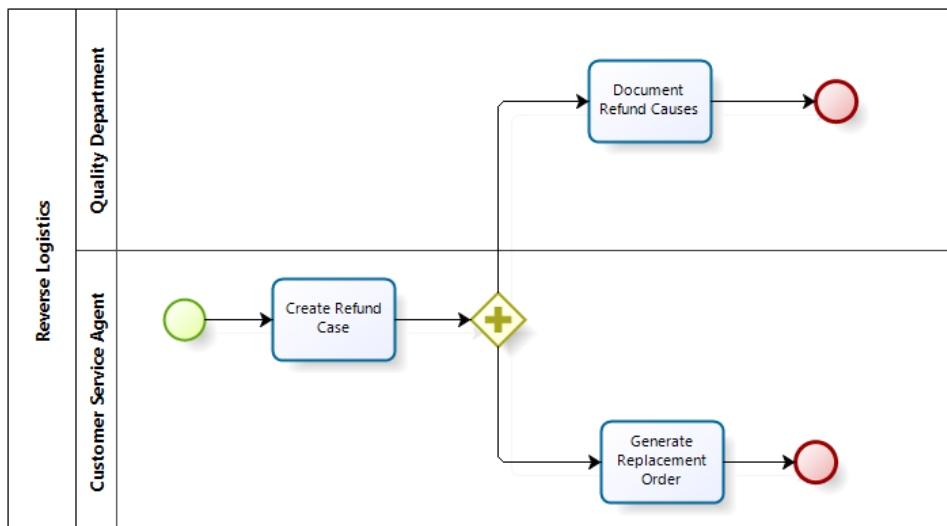 Reverse Logistics
Quality Department
Document
Refund Causes
Customer Service Agent
Create Refund
Case
Generate
Replacement
Order